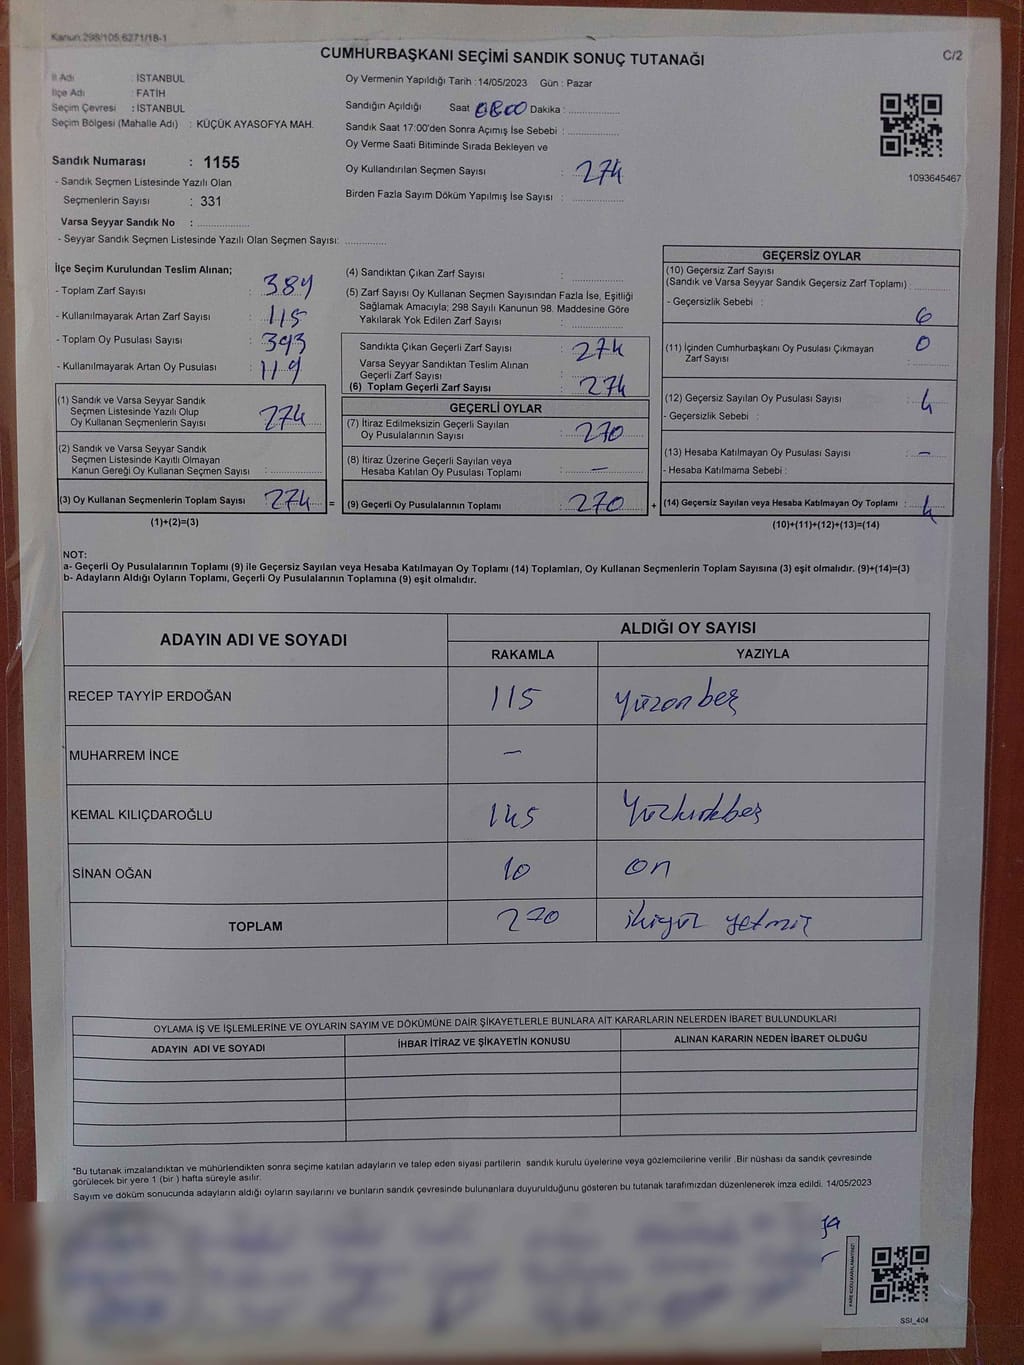 Kanun.298/105,6271/18-1
CUMHURBAŞKANI SEÇİMİ SANDIK SONUÇ TUTANAĞI
C/2
İl Adı : İSTANBUL
İlçe Adı : FATİH
Seçim Çevresi : İSTANBUL
Seçim Bölgesi (Mahalle Adı) : KÜÇÜK AYASOFYA MAH.
Sandık Numarası : 1155
- Sandık Seçmen Listesinde Yazılı Olan
Seçmenlerin Sayısı : 331
Varsa Seyyar Sandık No : ................
- Seyyar Sandık Seçmen Listesinde Yazılı Olan Seçmen Sayısı: .............
Oy Vermenin Yapıldığı Tarih : 14/05/2023 Gün : Pazar
Sandığın Açıldığı Saat 0800 Dakika : ................
Sandık Saat 17:00'den Sonra Açımış İse Sebebi : ................
Oy Verme Saati Bitiminde Sırada Bekleyen ve
Oy Kullandırılan Seçmen Sayısı : 274
Birden Fazla Sayım Döküm Yapılmış İse Sayısı : ................
1093645467
İlçe Seçim Kurulundan Teslim Alınan;
- Toplam Zarf Sayısı : 389
- Kullanılmayarak Artan Zarf Sayısı : 115
- Toplam Oy Pusulası Sayısı : 393
- Kullanılmayarak Artan Oy Pusulası : 119
(1) Sandık ve Varsa Seyyar Sandık
Seçmen Listesinde Yazılı Olup
Oy Kullanan Seçmenlerin Sayısı : 274
(2) Sandık ve Varsa Seyyar Sandık
Seçmen Listesinde Kayıtlı Olmayan
Kanun Gereği Oy Kullanan Seçmen Sayısı : ................
(3) Oy Kullanan Seçmenlerin Toplam Sayısı : 274 =
(1)+(2)=(3)
(4) Sandıktan Çıkan Zarf Sayısı : ................
(5) Zarf Sayısı Oy Kullanan Seçmen Sayısından Fazla İse, Eşitliği
Sağlamak Amacıyla; 298 Sayılı Kanunun 98. Maddesine Göre
Yakılarak Yok Edilen Zarf Sayısı : ................
Sandıkta Çıkan Geçerli Zarf Sayısı : 274
Varsa Seyyar Sandıktan Teslim Alınan
Geçerli Zarf Sayısı :
(6) Toplam Geçerli Zarf Sayısı : 274
GEÇERLİ OYLAR
(7) İtiraz Edilmeksizin Geçerli Sayılan
Oy Pusulalarının Sayısı : 270
(8) İtiraz Üzerine Geçerli Sayılan veya
Hesaba Katılan Oy Pusulası Toplamı : –
(9) Geçerli Oy Pusulalarının Toplamı : 270 +
GEÇERSİZ OYLAR
(10) Geçersiz Zarf Sayısı
(Sandık ve Varsa Seyyar Sandık Geçersiz Zarf Toplamı) : ................
- Geçersizlik Sebebi :
0
(11) İçinden Cumhurbaşkanı Oy Pusulası Çıkmayan : 0
Zarf Sayısı
(12) Geçersiz Sayılan Oy Pusulası Sayısı : 4
- Geçersizlik Sebebi :
(13) Hesaba Katılmayan Oy Pusulası Sayısı : –
- Hesaba Katılmama Sebebi :
(14) Geçersiz Sayılan veya Hesaba Katılmayan Oy Toplamı : 4
(10)+(11)+(12)+(13)=(14)
NOT:
a- Geçerli Oy Pusulalarının Toplamı (9) ile Geçersiz Sayılan veya Hesaba Katılmayan Oy Toplamı (14) Toplamları, Oy Kullanan Seçmenlerin Toplam Sayısına (3) eşit olmalıdır. (9)+(14)=(3)
b- Adayların Aldığı Oyların Toplamı, Geçerli Oy Pusulalarının Toplamına (9) eşit olmalıdır.
ADAYIN ADI VE SOYADI
ALDIĞI OY SAYISI
RAKAMLA YAZIYLA
RECEP TAYYİP ERDOĞAN 115 yüzonbeş
MUHARREM İNCE –
KEMAL KILIÇDAROĞLU 145 Yüzkırkbeş
SİNAN OĞAN 10 on
TOPLAM 270 ikiyüz yetmiş
OYLAMA İŞ VE İŞLEMLERİNE VE OYLARIN SAYIM VE DÖKÜMÜNE DAİR ŞİKAYETLERLE BUNLARA AİT KARARLARIN NELERDEN İBARET BULUNDUKLARI
ADAYIN ADI VE SOYADI İHBAR İTİRAZ VE ŞİKAYETİN KONUSU ALINAN KARARIN NEDEN İBARET OLDUĞU
*Bu tutanak imzalandıktan ve mühürlendikten sonra seçime katılan adayların ve talep eden siyasi partilerin sandık kurulu üyelerine veya gözlemcilerine verilir .Bir nüshası da sandık çevresinde
görülecek bir yere 1 (bir ) hafta süreyle asılır.
Sayım ve döküm sonucunda adayların aldığı oyların sayılarını ve bunların sandık çevresinde bulunanlara duyurulduğunu gösteren bu tutanak tarafımızdan düzenlenerek imza edildi. 14/05/2023
SSI_404